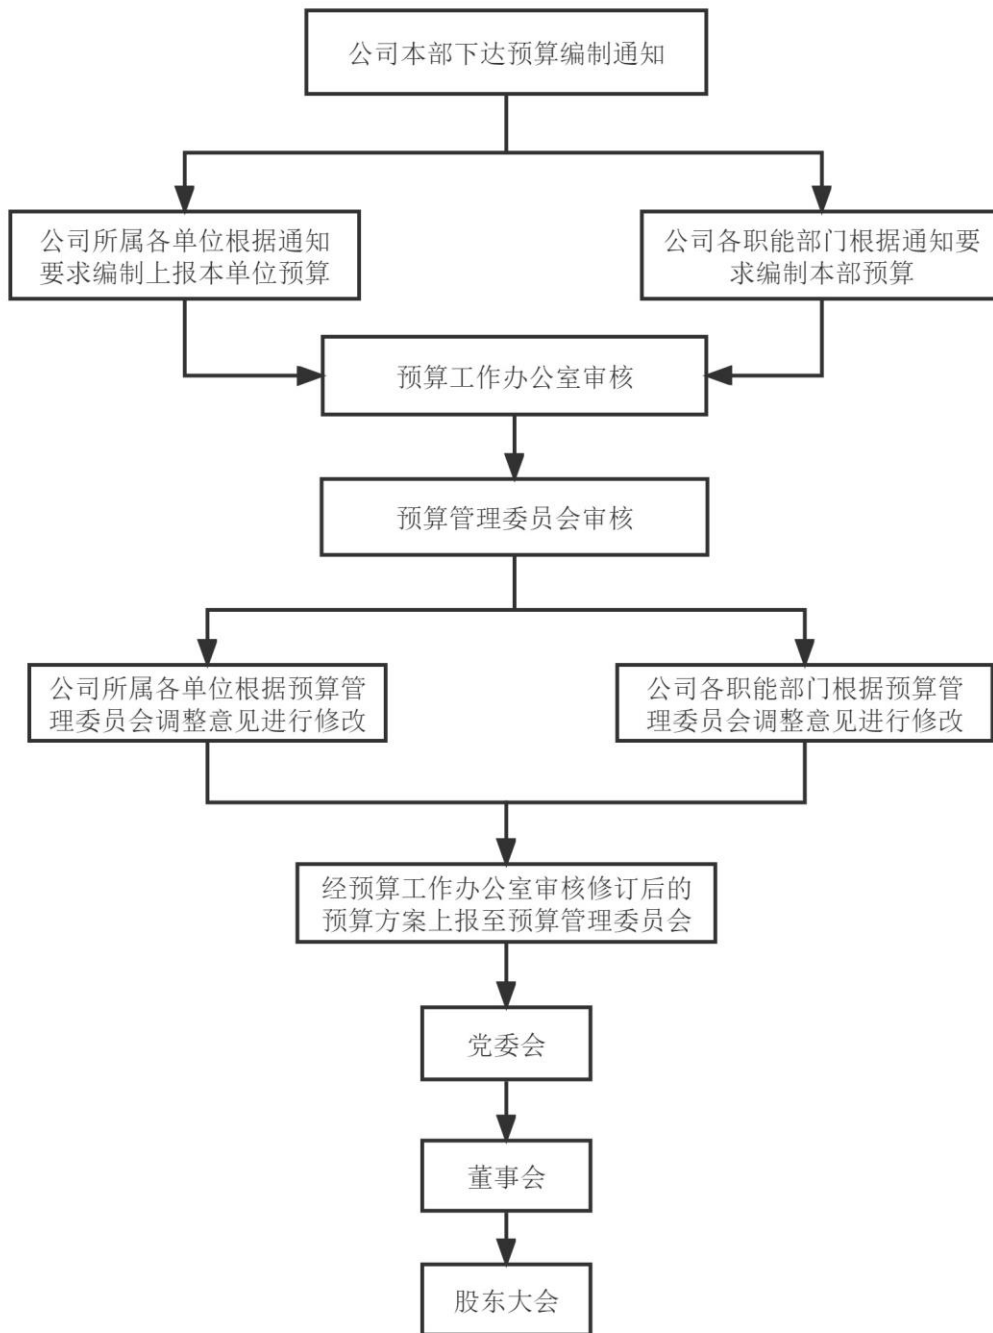 公司本部下达预算编制通知
公司所属各单位根据通知
要求编制上报本单位预算
公司各职能部门根据通知要
求编制本部预算
预算工作办公室审核
预算管理委员会审核
公司所属各单位根据预算管
理委员会调整意见进行修改
公司各职能部门根据预算管
理委员会调整意见进行修改
经预算工作办公室审核修订后的
预算方案上报至预算管理委员会
党委会
董事会
股东大会